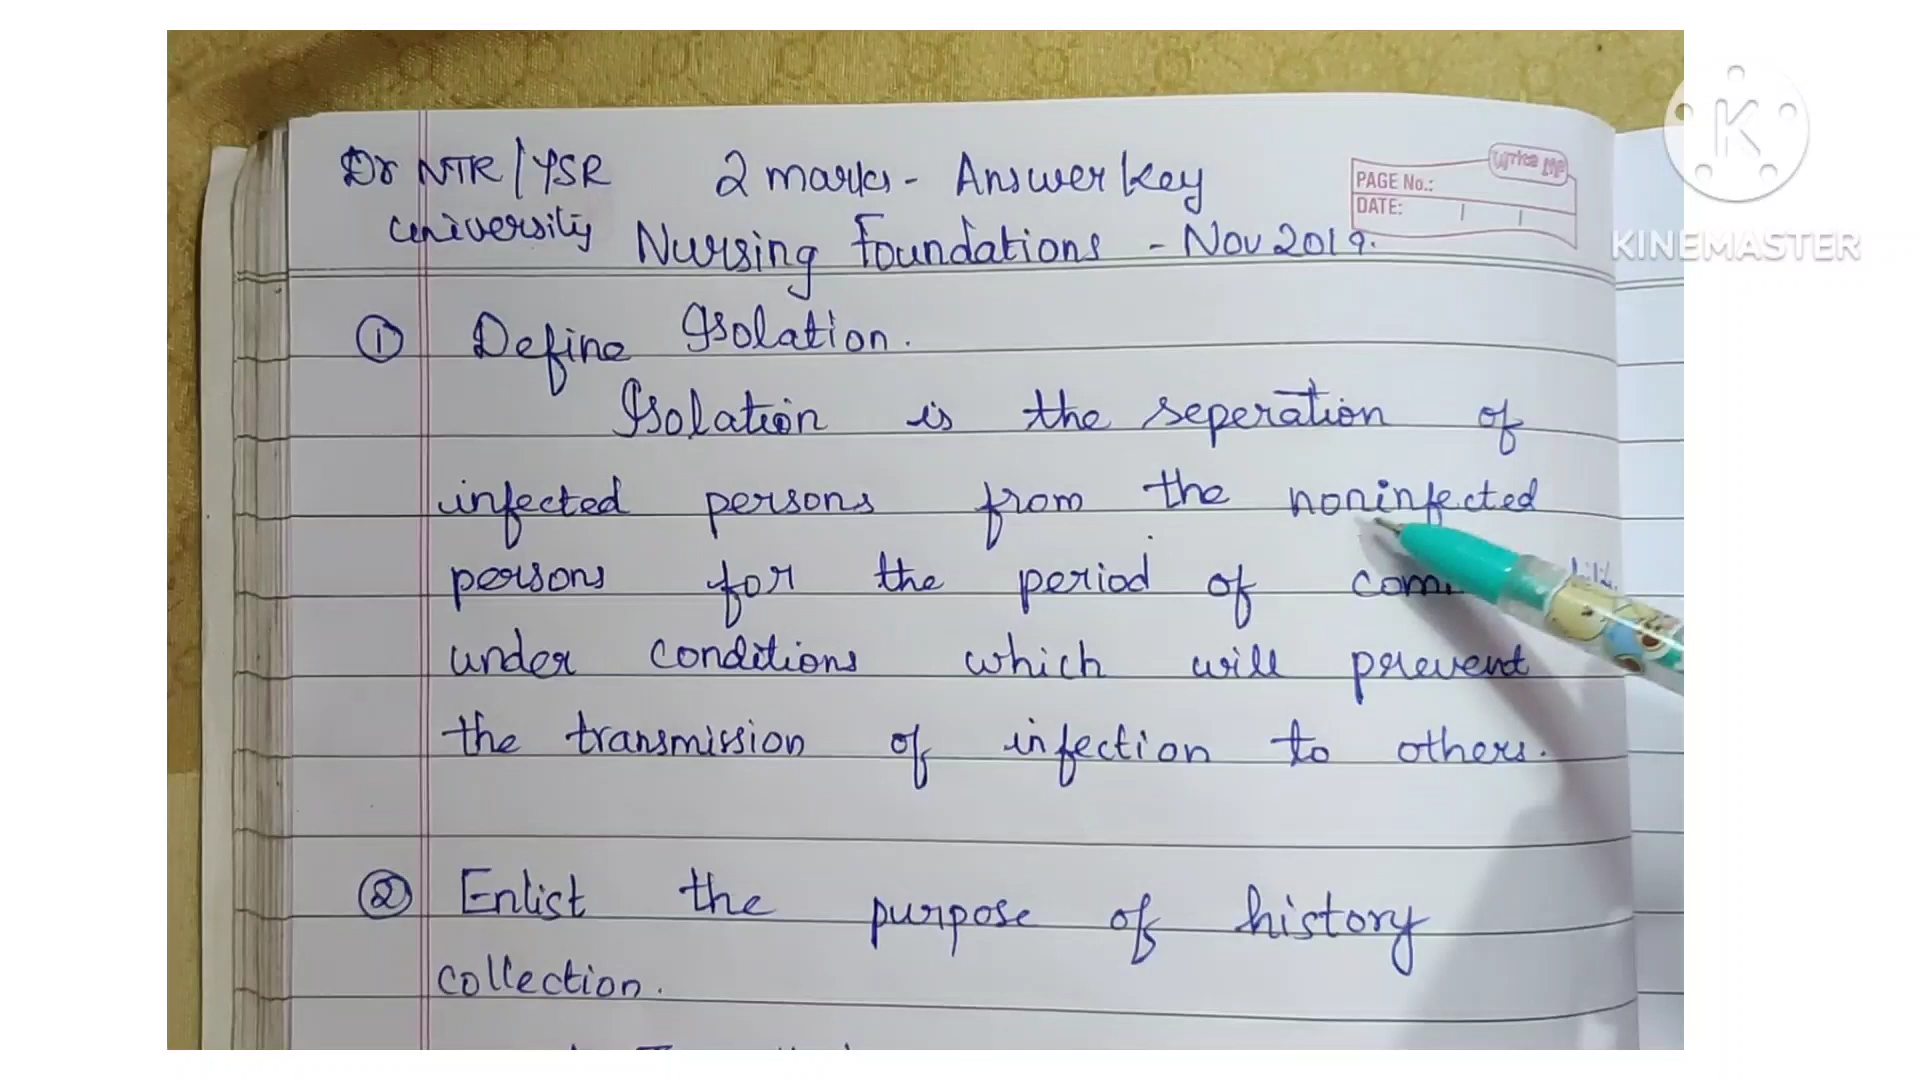 Dr NTR/YSR 2 marks - Answer key
University Nursing Foundations - Nov 2019.
Write Me
PAGE No.:
DATE:
KINEMASTER
① Define Isolation.
Isolation is the seperation of
infected persons from the noninfected
persons for the period of
under conditions which will prevent
the transmission of infection to others.
② Enlist the purpose of history
collection.